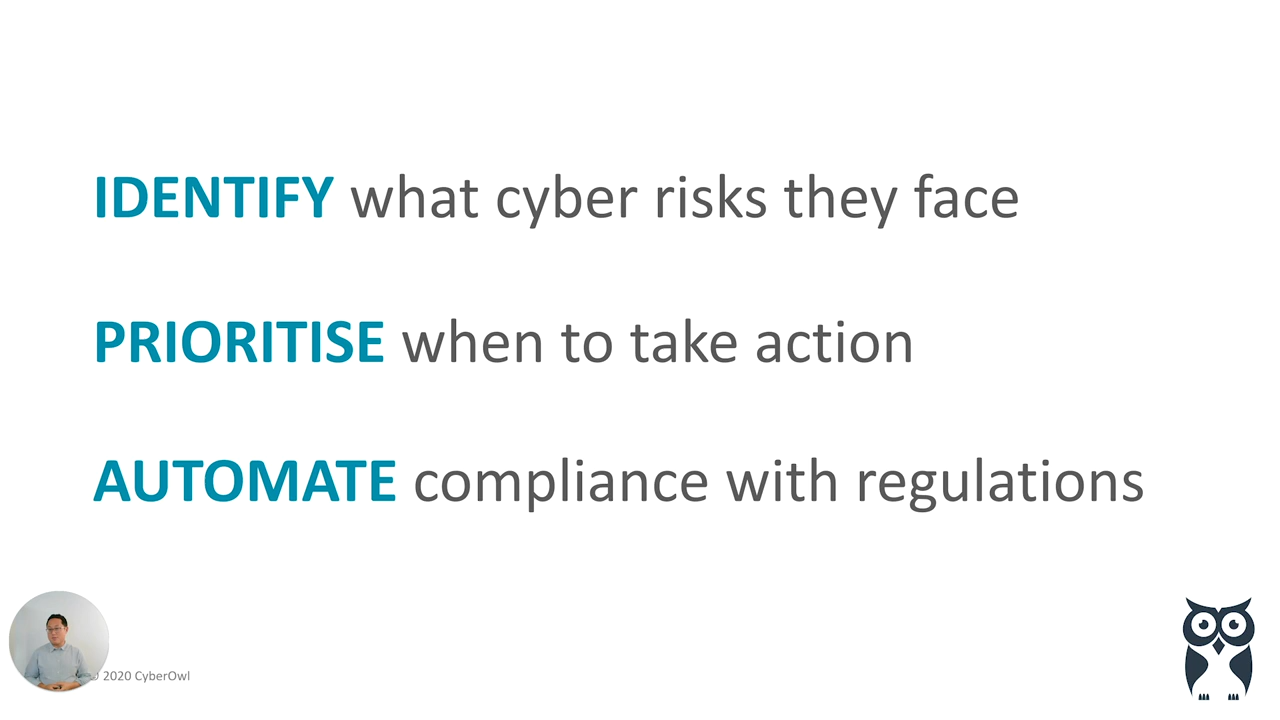 IDENTIFY what cyber risks they face
PRIORITISE when to take action
AUTOMATE compliance with regulations
© 2020 CyberOwl